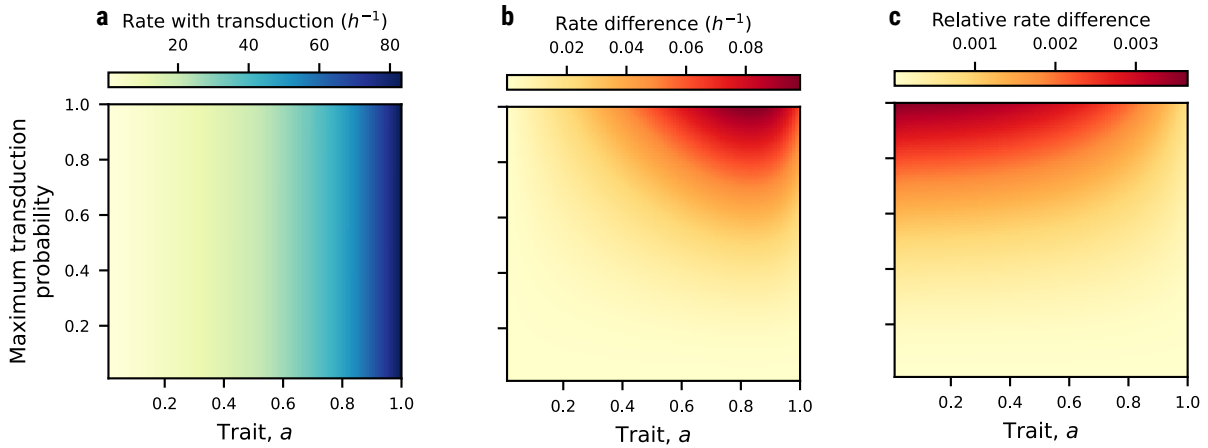 a Rate with transduction (h⁻¹)
20 40 60 80
Maximum transduction
probability
1.0
0.8
0.6
0.4
0.2
0.2 0.4 0.6 0.8 1.0
Trait, a
b Rate difference (h⁻¹)
0.02 0.04 0.06 0.08
0.2 0.4 0.6 0.8 1.0
Trait, a
c Relative rate difference
0.001 0.002 0.003
0.2 0.4 0.6 0.8 1.0
Trait, a